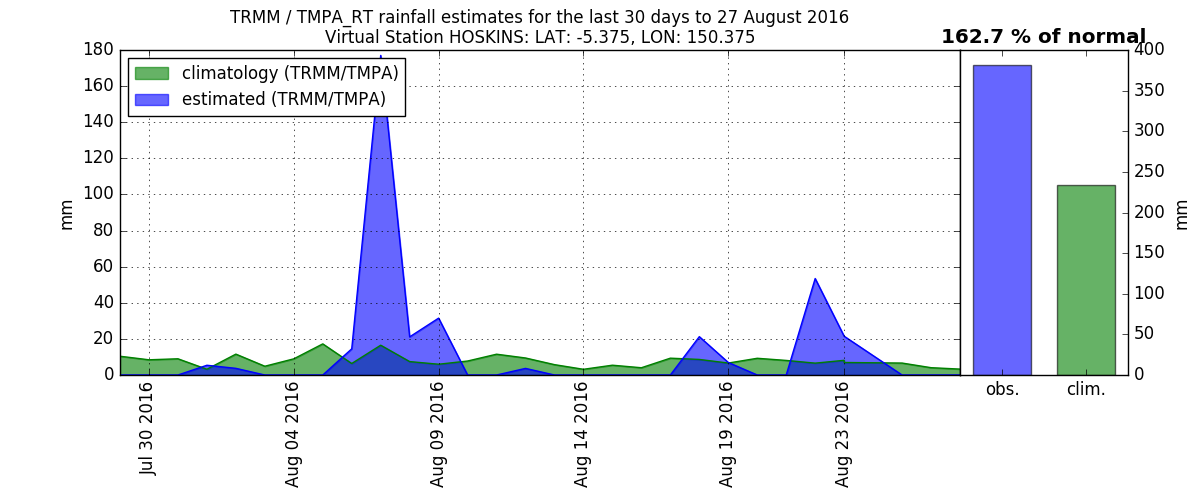 TRMM / TMPA_RT rainfall estimates for the last 30 days to 27 August 2016
Virtual Station HOSKINS: LAT: -5.375, LON: 150.375
162.7 % of normal
climatology (TRMM/TMPA)
estimated (TRMM/TMPA)
180
160
140
120
100
80
60
40
20
0
mm
Jul 30 2016
Aug 04 2016
Aug 09 2016
Aug 14 2016
Aug 19 2016
Aug 23 2016
400
350
300
250
200
150
100
50
0
mm
obs.
clim.